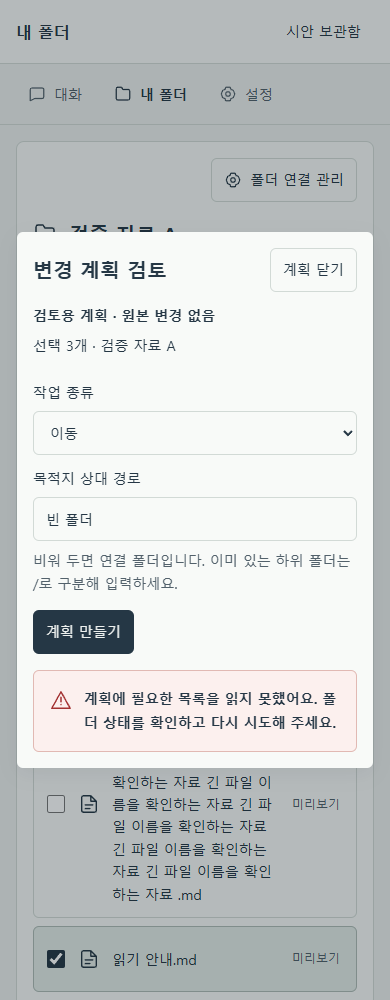 내 폴더
시안 보관함
대화
내 폴더
설정
폴더 연결 관리
변경 계획 검토
계획 닫기
검토용 계획 · 원본 변경 없음
선택 3개 · 검증 자료 A
작업 종류
이동
목적지 상대 경로
빈 폴더
비워 두면 연결 폴더입니다. 이미 있는 하위 폴더는
/로 구분해 입력하세요.
계획 만들기
계획에 필요한 목록을 읽지 못했어요. 폴
더 상태를 확인하고 다시 시도해 주세요.
확인하는 자료 긴 파일 이
름을 확인하는 자료 긴 파
일 이름을 확인하는 자료
긴 파일 이름을 확인하는
자료 긴 파일 이름을 확인
하는 자료 .md
미리보기
읽기 안내.md
미리보기